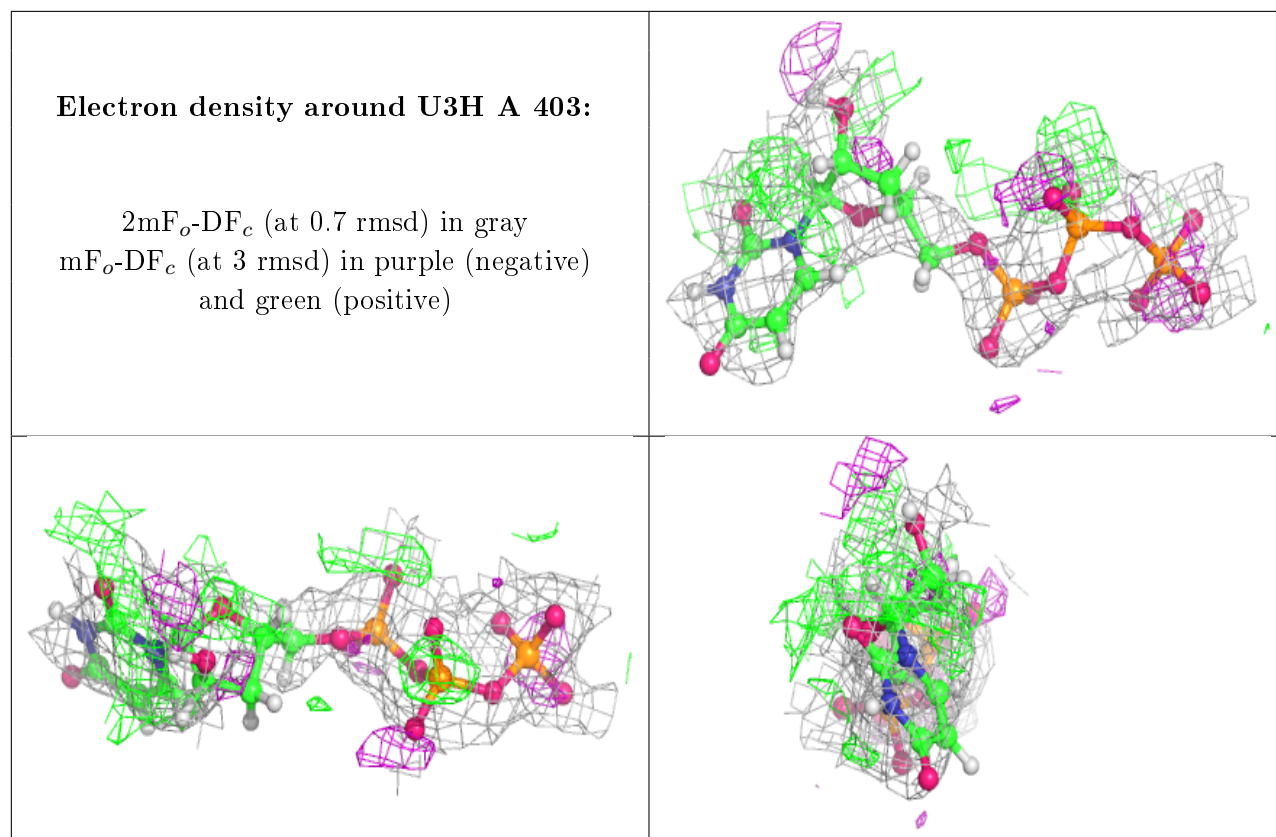 Electron density around U3H A 403:
2mFₒ-DF𝒸 (at 0.7 rmsd) in gray
mFₒ-DF𝒸 (at 3 rmsd) in purple (negative)
and green (positive)